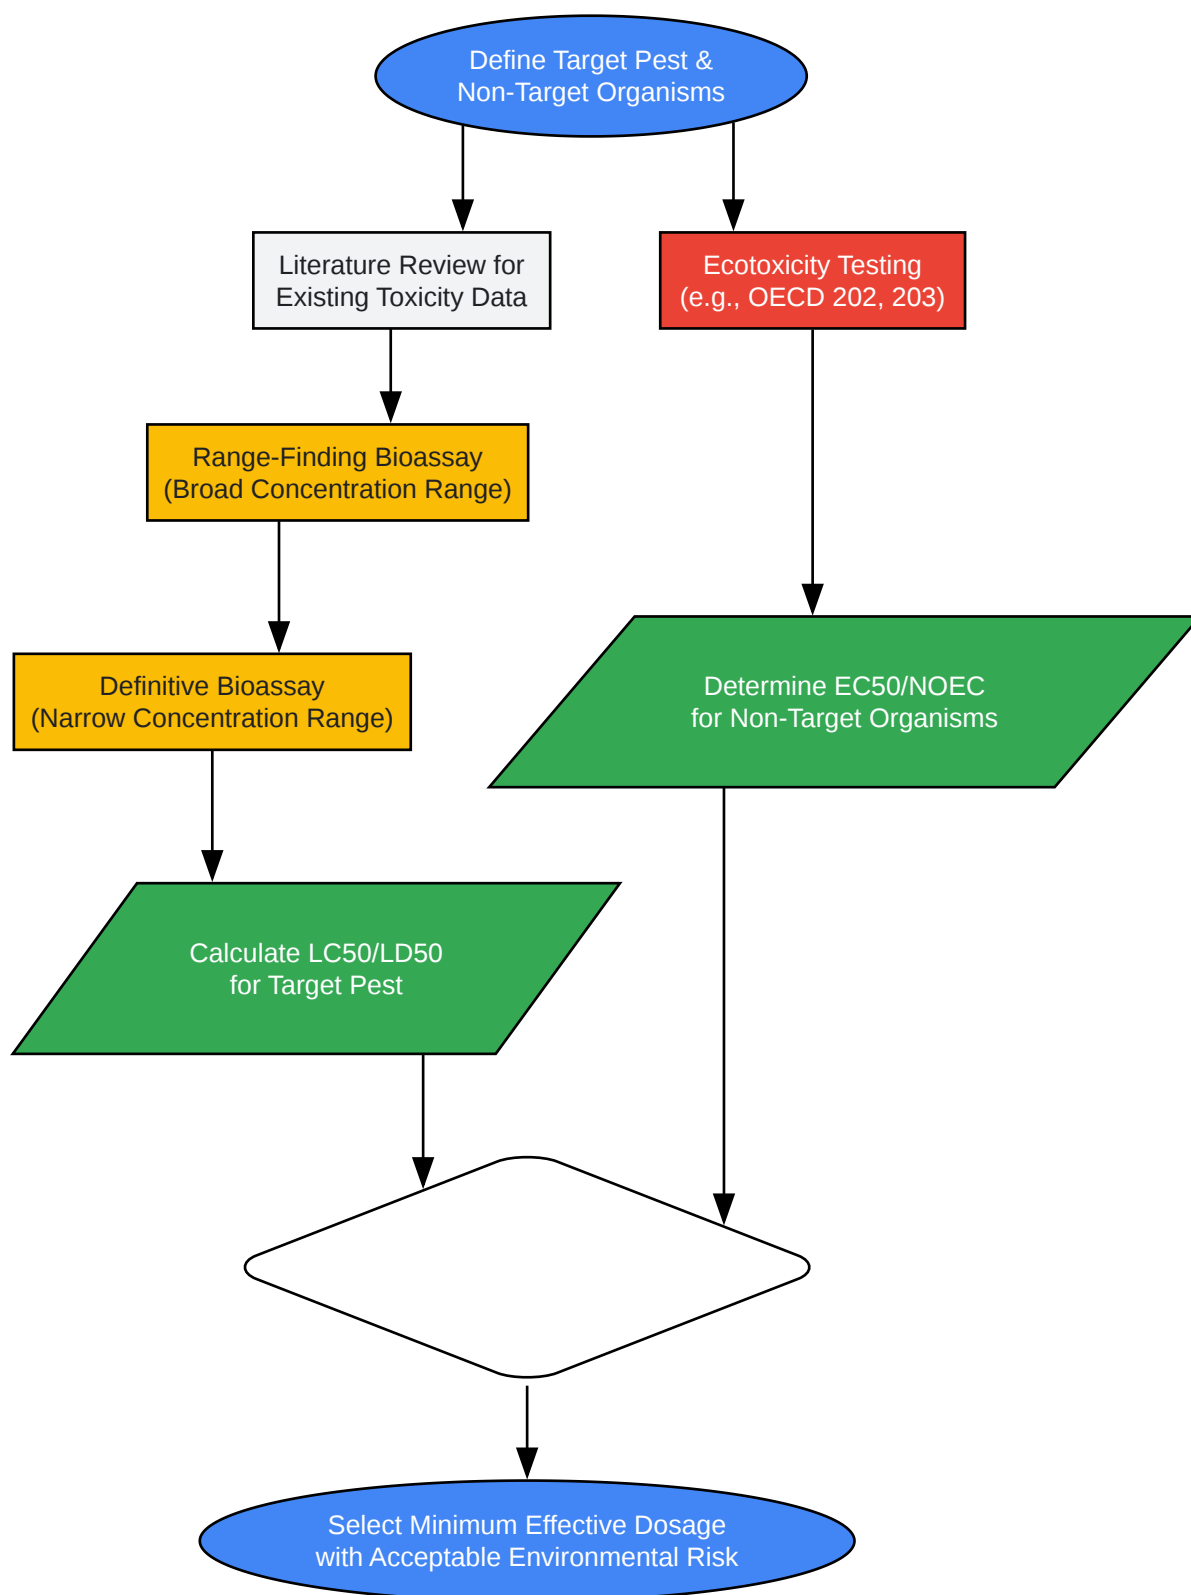 Define Target Pest &
Non-Target Organisms
Literature Review for
Existing Toxicity Data
Ecotoxicity Testing
(e.g., OECD 202, 203)
Range-Finding Bioassay
(Broad Concentration Range)
Definitive Bioassay
(Narrow Concentration Range)
Determine EC50/NOEC
for Non-Target Organisms
Calculate LC50/LD50
for Target Pest
Select Minimum Effective Dosage
with Acceptable Environmental Risk